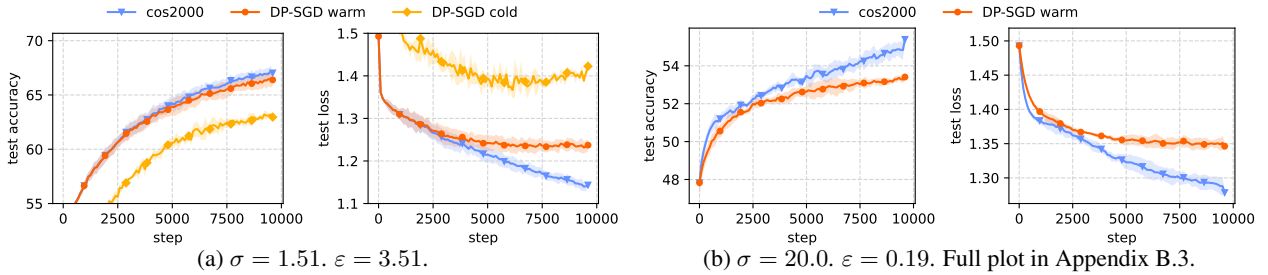 cos2000 DP-SGD warm DP-SGD cold
cos2000 DP-SGD warm
test accuracy
70
65
60
55
0 2500 5000 7500 10000
step
test loss
1.5
1.4
1.3
1.2
1.1
0 2500 5000 7500 10000
step
test accuracy
54
52
50
48
0 2500 5000 7500 10000
step
test loss
1.50
1.45
1.40
1.35
1.30
0 2500 5000 7500 10000
step
(a) σ = 1.51. ε = 3.51.
(b) σ = 20.0. ε = 0.19. Full plot in Appendix B.3.